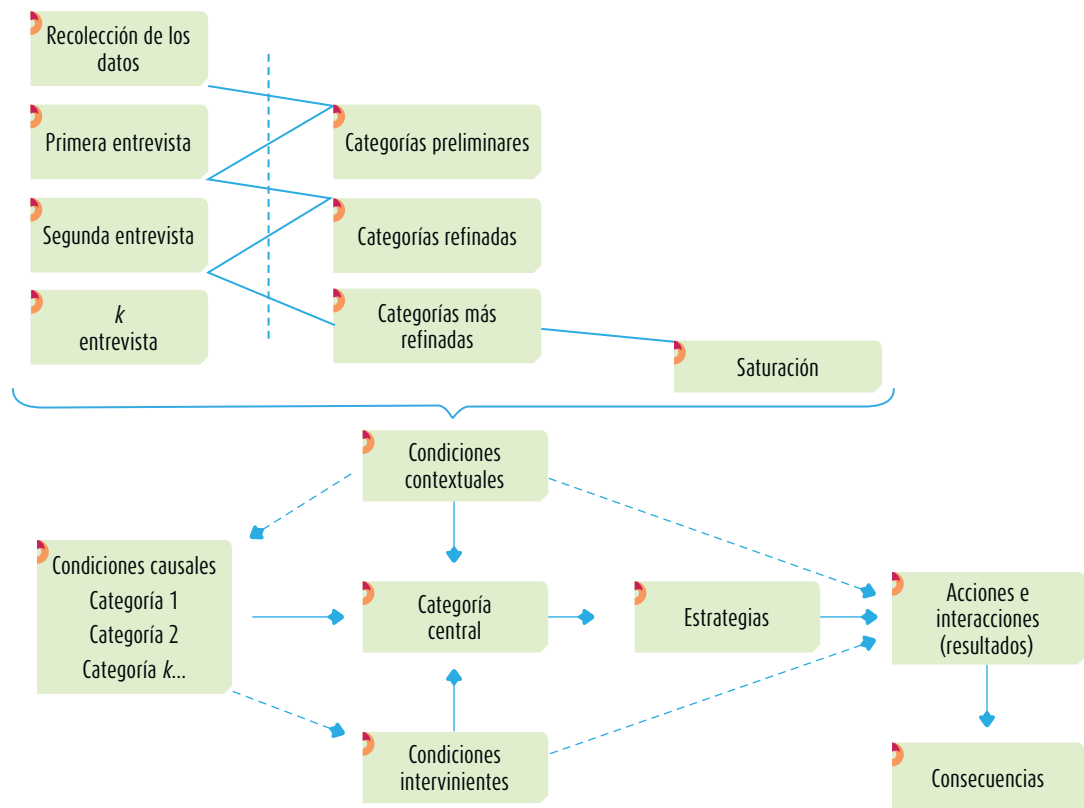 Recolección de los
datos
Primera entrevista
Categorías preliminares
Segunda entrevista
Categorías refinadas
k
entrevista
Categorías más
refinadas
Saturación
Condiciones
contextuales
Condiciones causales
Categoría 1
Categoría 2
Categoría k...
Categoría
central
Estrategias
Acciones e
interacciones
(resultados)
Condiciones
intervinientes
Consecuencias